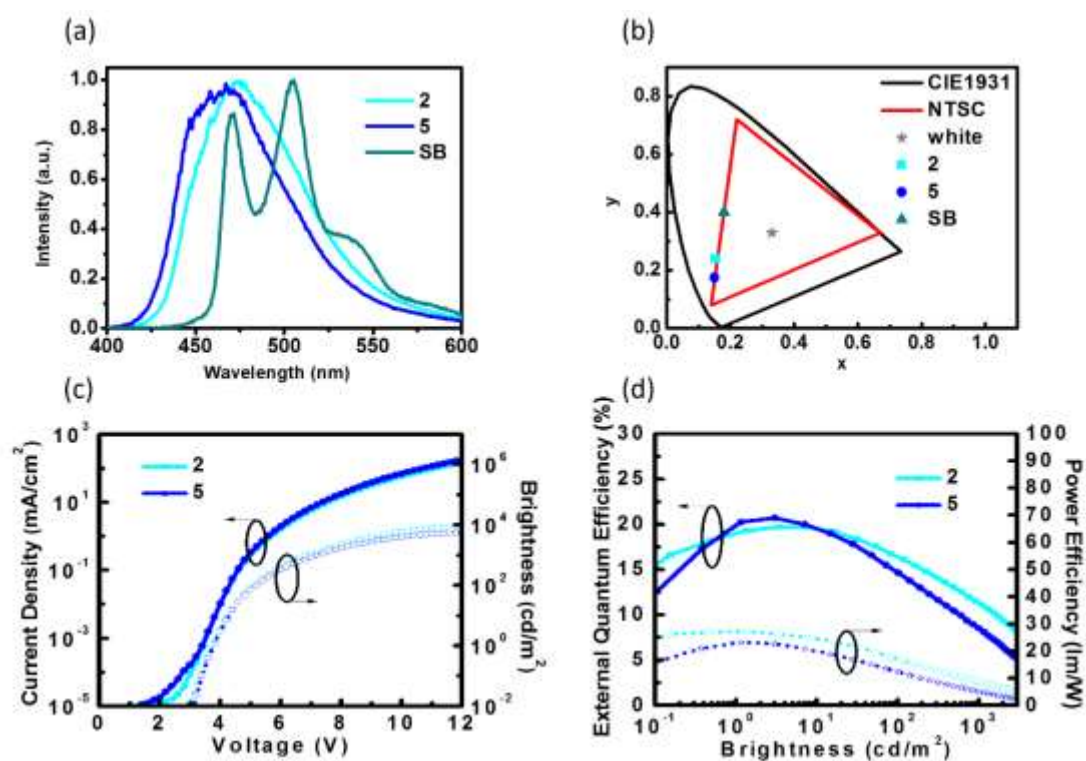 (a)
1.0
0.8
0.6
0.4
0.2
0.0
Intensity (a.u.)
2
5
SB
400 450 500 550 600
Wavelength (nm)
(b)
0.8
0.6
0.4
0.2
0.0
y
CIE1931
NTSC
white
2
5
SB
0.0 0.2 0.4 0.6 0.8 1.0
x
(c)
10³
10¹
10⁻¹
10⁻³
10⁻⁵
Current Density (mA/cm²)
2
5
10⁶
10⁴
10²
10⁰
10⁻²
Brightness (cd/m²)
0 2 4 6 8 10 12
Voltage (V)
(d)
30
25
20
15
10
5
0
External Quantum Efficiency (%)
2
5
100
90
80
70
60
50
40
30
20
10
0
Power Efficiency (lm/W)
10⁻¹ 10⁰ 10¹ 10² 10³
Brightness (cd/m²)